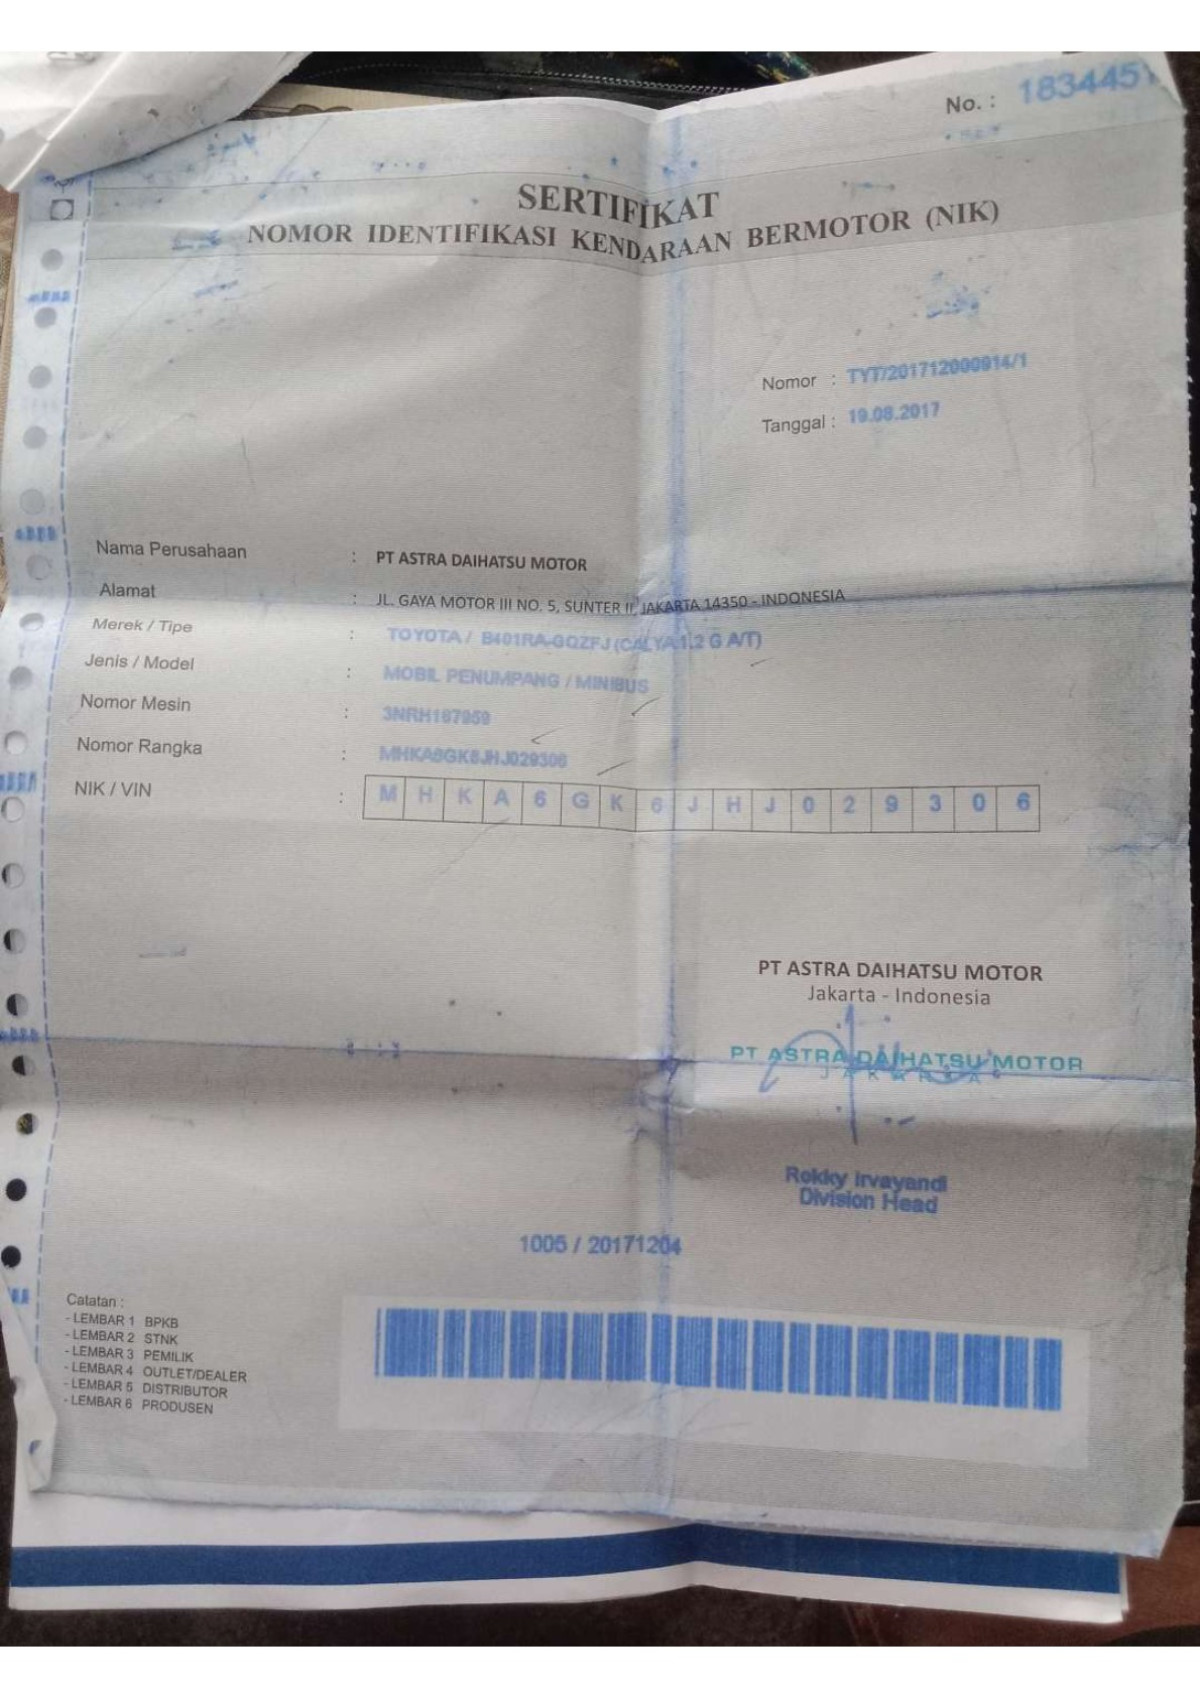 No. : 1834451
SERTIFIKAT
NOMOR IDENTIFIKASI KENDARAAN BERMOTOR (NIK)
Nomor : TYT/201712000914/1
Tanggal : 19.08.2017
Nama Perusahaan : PT ASTRA DAIHATSU MOTOR
Alamat : JL. GAYA MOTOR III NO. 5, SUNTER II, JAKARTA 14350 - INDONESIA
Merek / Tipe : TOYOTA / B401RA-GQZFJ (CALYA 1.2 G A/T)
Jenis / Model : MOBIL PENUMPANG / MINIBUS
Nomor Mesin : 3NRH187959
Nomor Rangka : MHKA6GK6JHJ029306
NIK / VIN : M H K A 6 G K 6 J H J 0 2 9 3 0 6
PT ASTRA DAIHATSU MOTOR
Jakarta - Indonesia
PT ASTRA DAIHATSU MOTOR
JAKARTA
Rokky Irvayandi
Division Head
1005 / 20171204
Catatan :
- LEMBAR 1 BPKB
- LEMBAR 2 STNK
- LEMBAR 3 PEMILIK
- LEMBAR 4 OUTLET/DEALER
- LEMBAR 5 DISTRIBUTOR
- LEMBAR 6 PRODUSEN